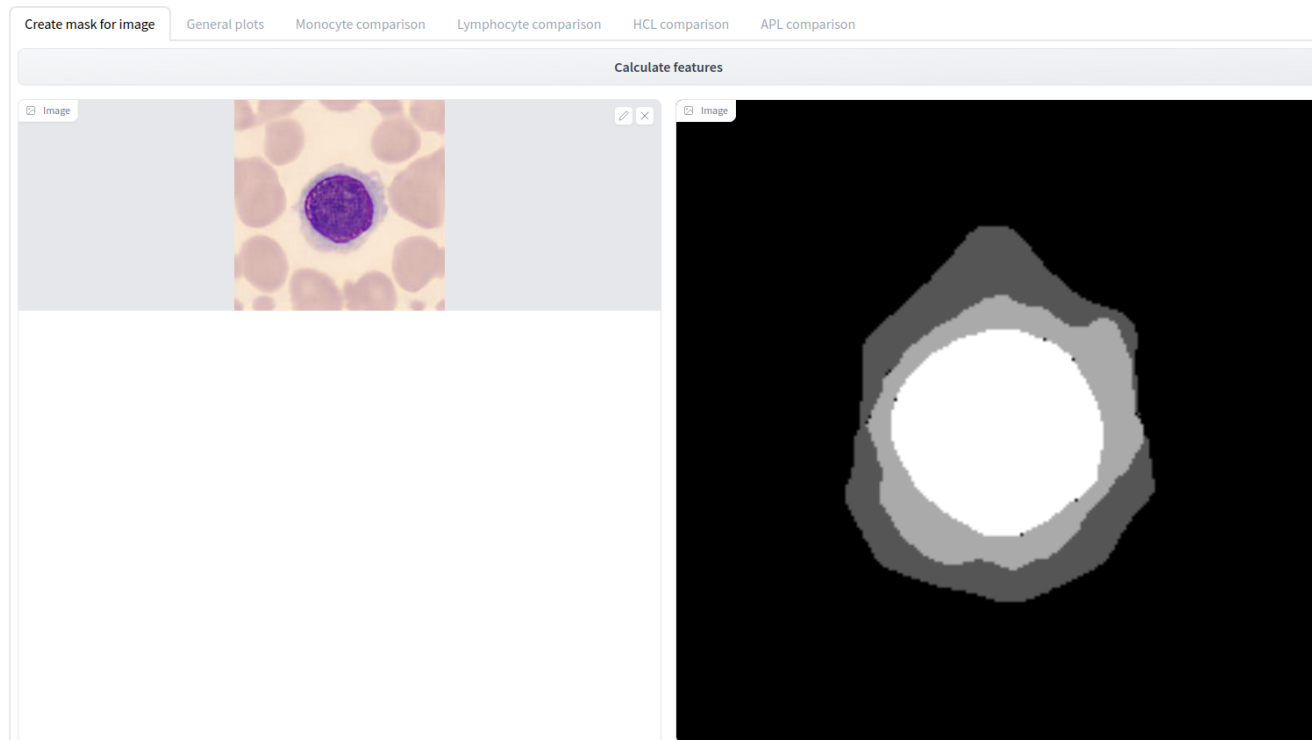 Create mask for image
General plots
Monocyte comparison
Lymphocyte comparison
HCL comparison
APL comparison
Calculate features
Image
Image